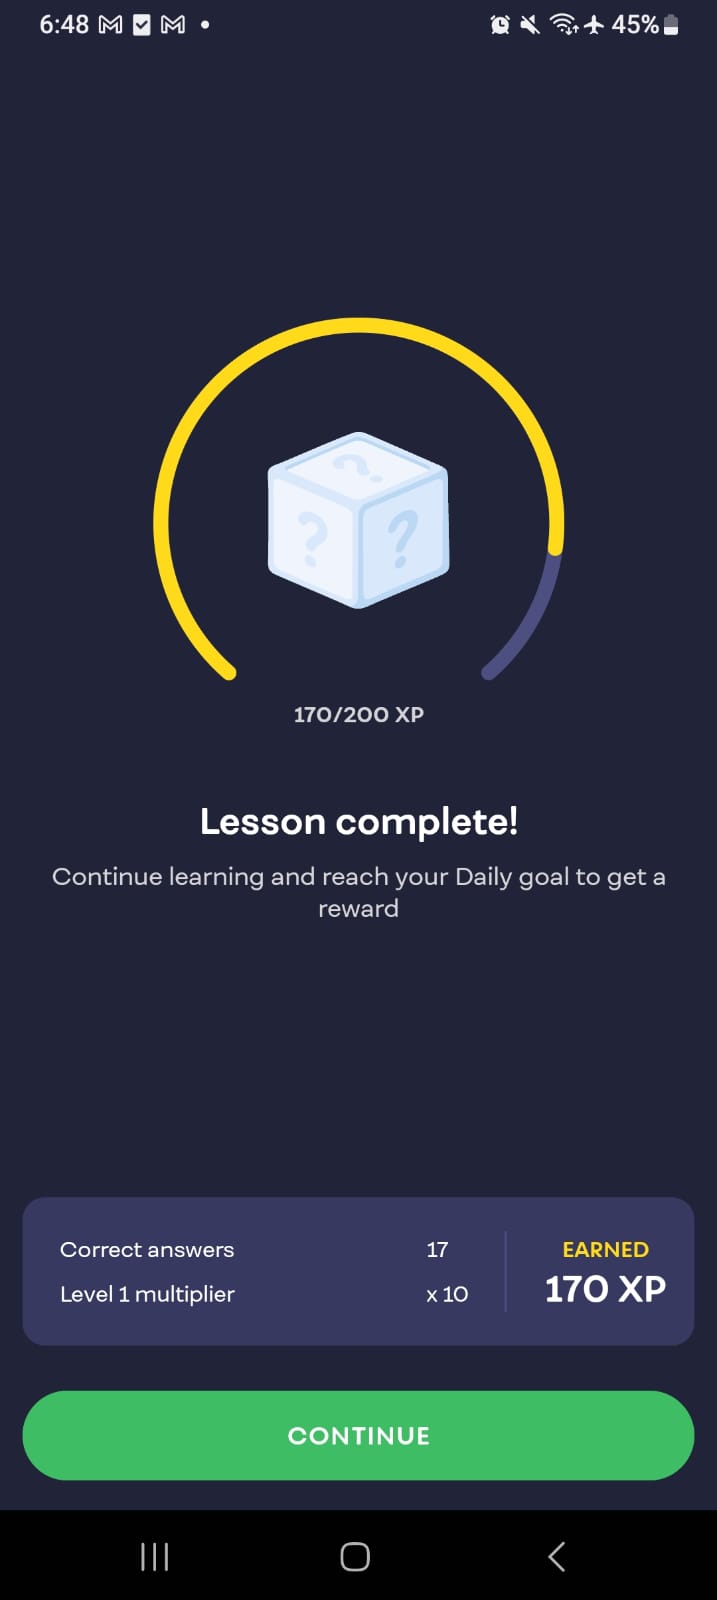 6:48
45%
? ? ?
170/200 XP
Lesson complete!
Continue learning and reach your Daily goal to get a
reward
Correct answers 17
Level 1 multiplier x 10
EARNED
170 XP
CONTINUE